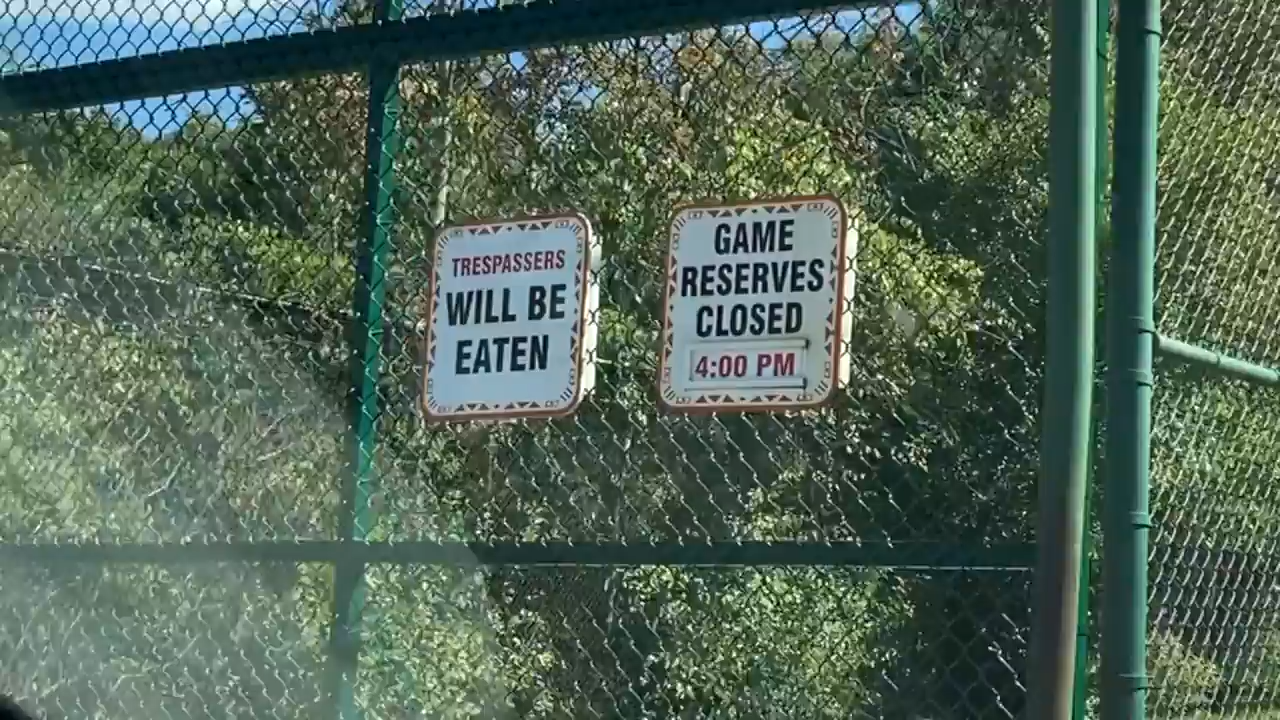 TRESPASSERS
WILL BE
EATEN
GAME
RESERVES
CLOSED
4:00 PM